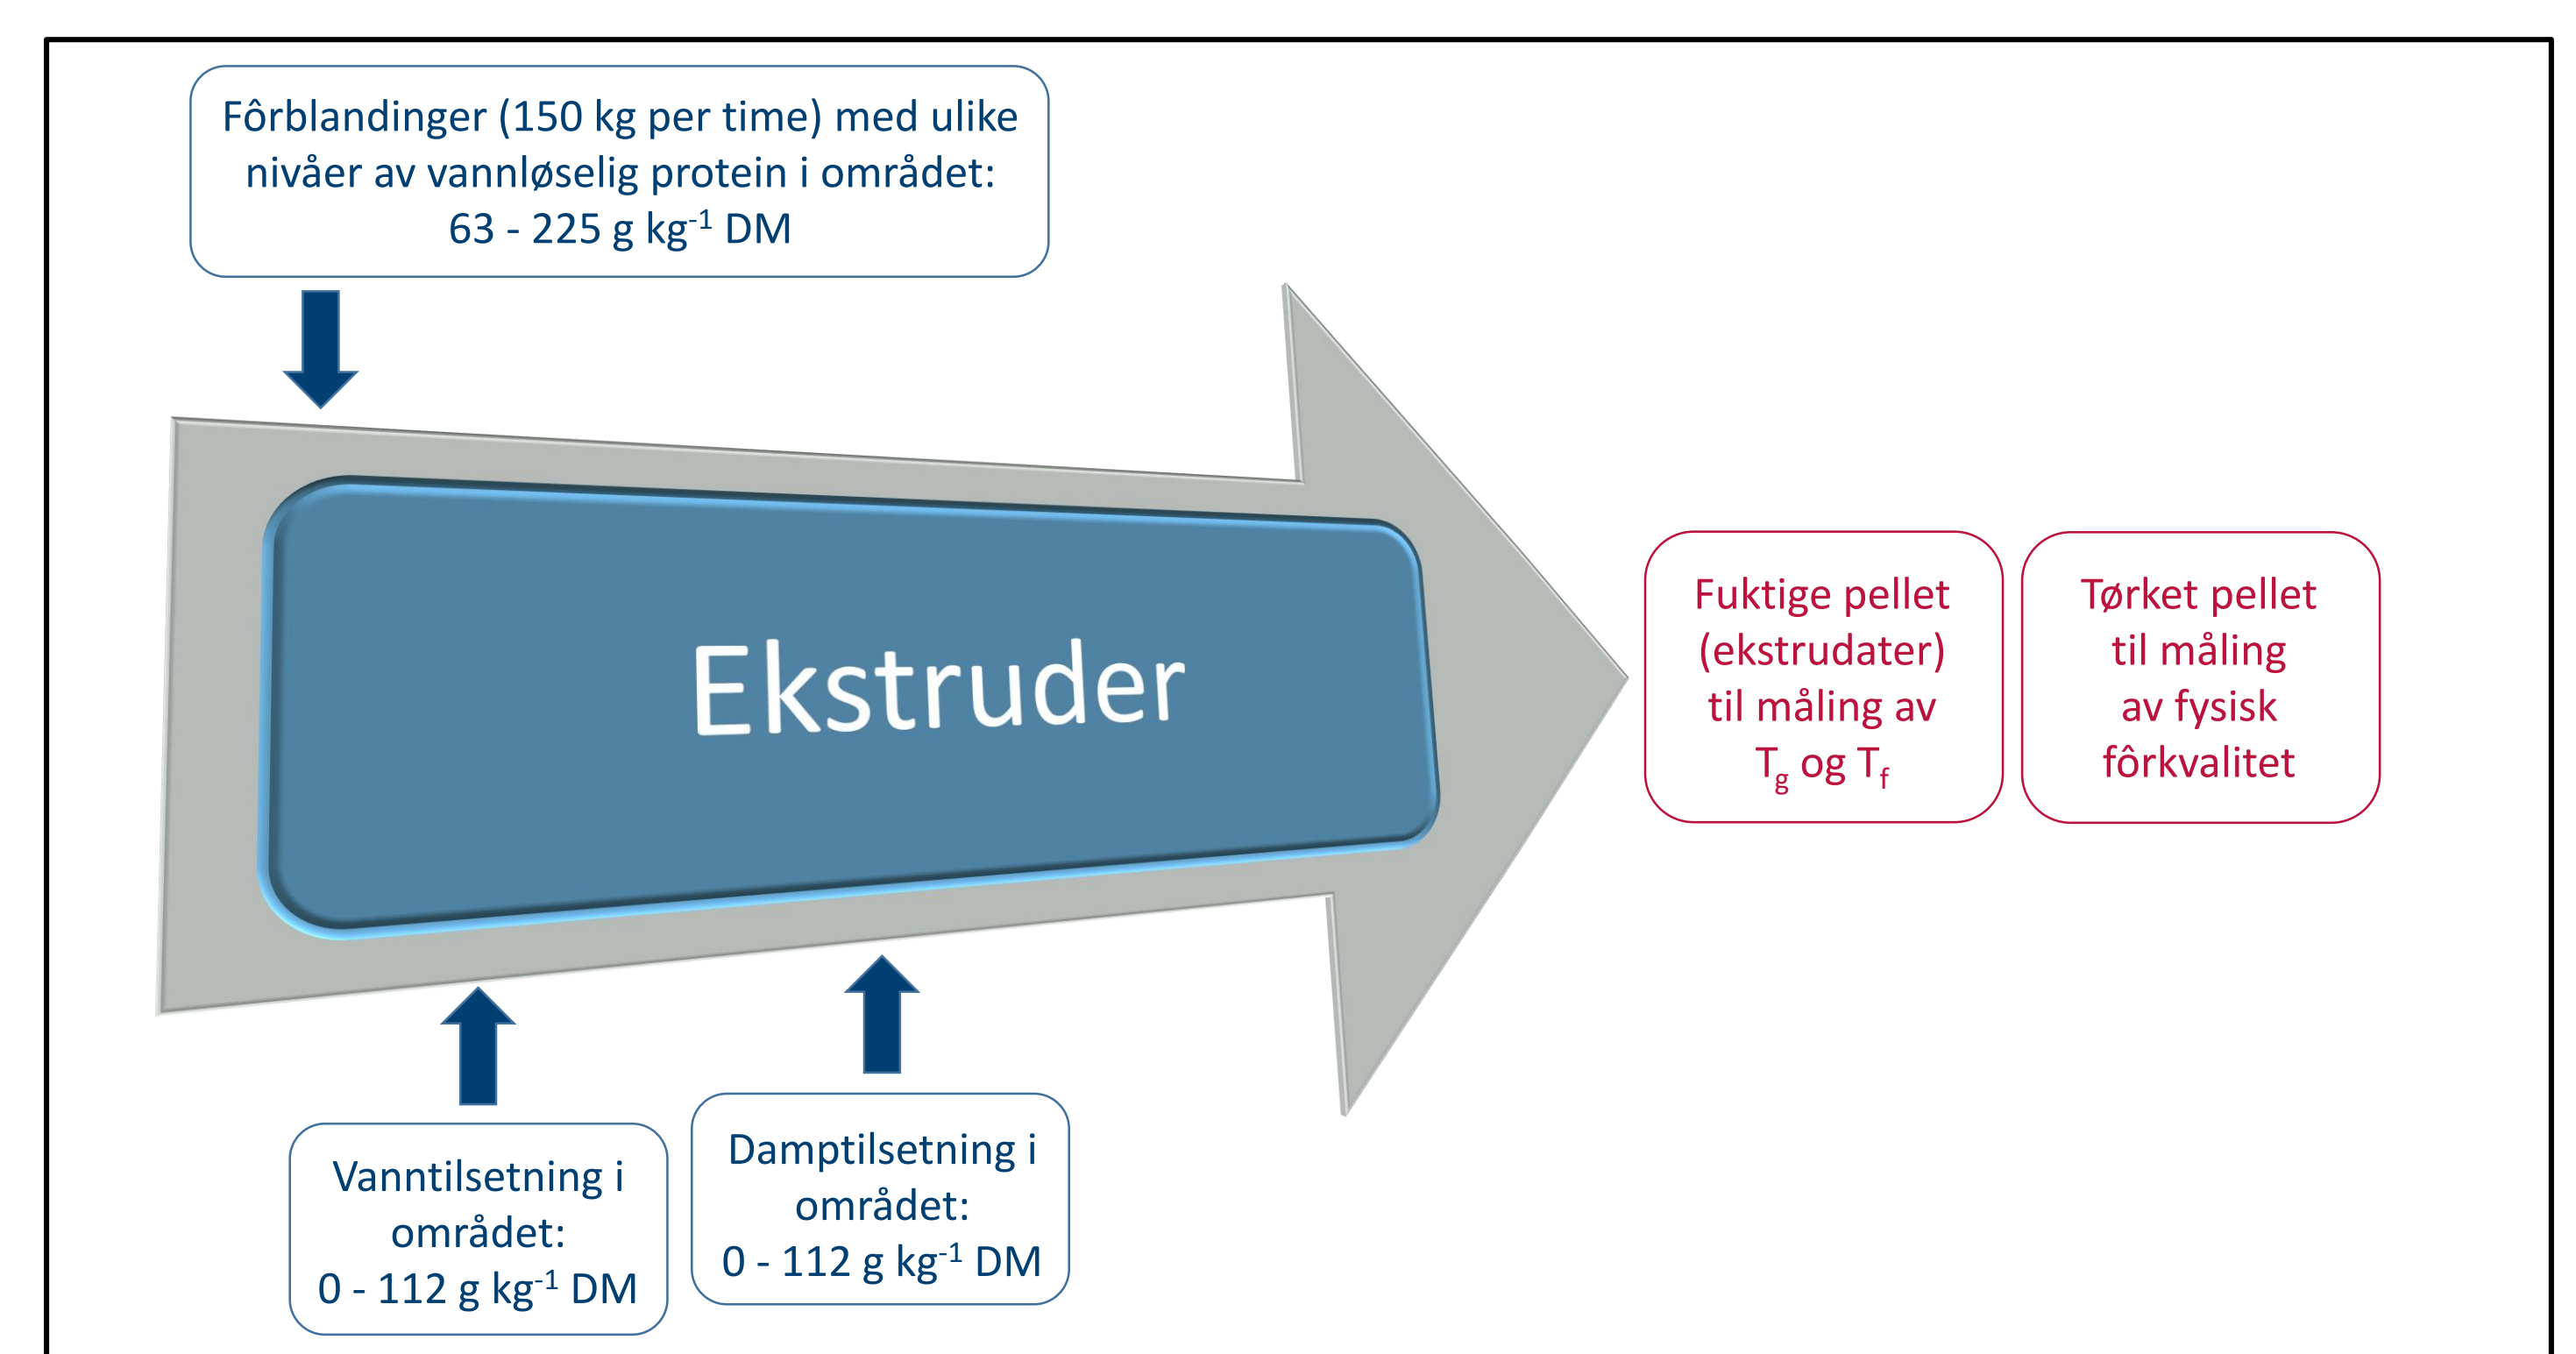 Fôrblandinger (150 kg per time) med ulike
nivåer av vannløselig protein i området:
63 - 225 g kg⁻¹ DM
Ekstruder
Fuktige pellet
(ekstrudater)
til måling av
T_g og T_f
Tørket pellet
til måling
av fysisk
fôrkvalitet
Vanntilsetning i
området:
0 - 112 g kg⁻¹ DM
Damptilsetning i
området:
0 - 112 g kg⁻¹ DM